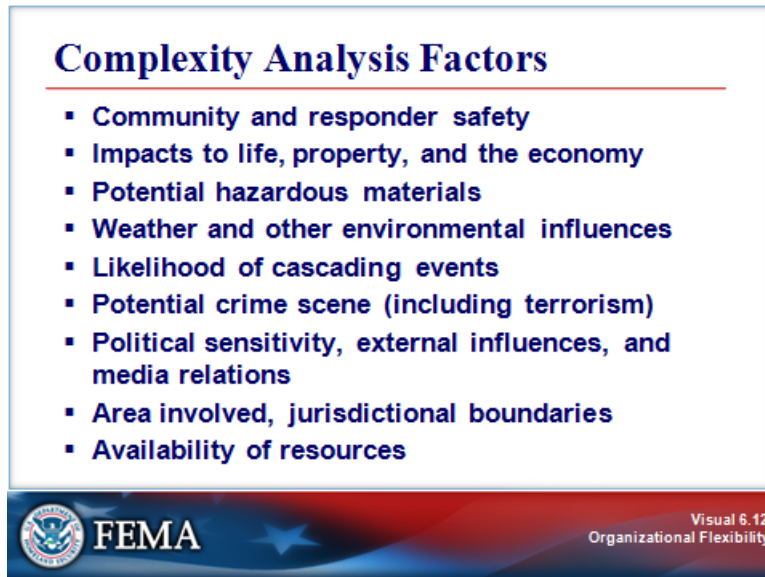 Complexity Analysis Factors
▪ Community and responder safety
▪ Impacts to life, property, and the economy
▪ Potential hazardous materials
▪ Weather and other environmental influences
▪ Likelihood of cascading events
▪ Potential crime scene (including terrorism)
▪ Political sensitivity, external influences, and
media relations
▪ Area involved, jurisdictional boundaries
▪ Availability of resources
FEMA
Visual 6.12
Organizational Flexibility